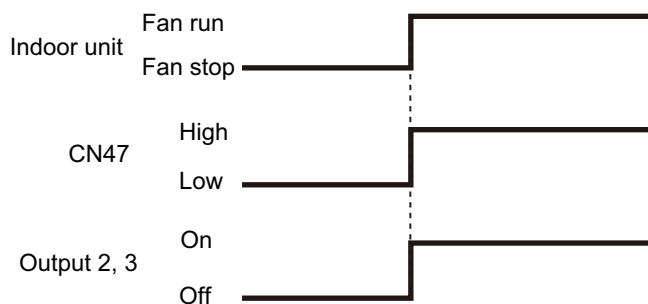 Indoor unit
Fan run
Fan stop
CN47
High
Low
Output 2, 3
On
Off